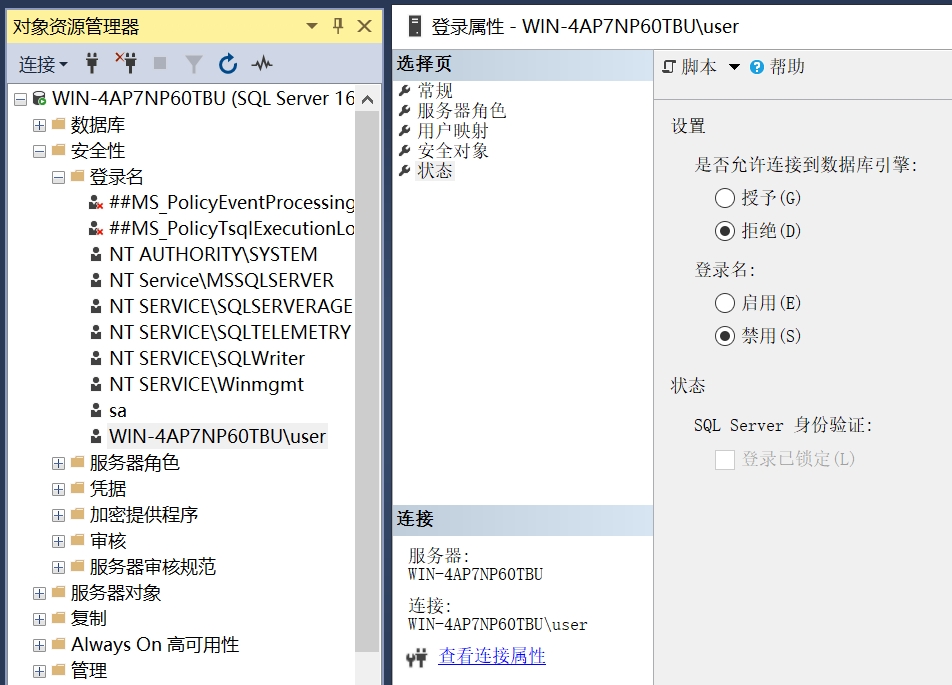 对象资源管理器
连接
WIN-4AP7NP60TBU (SQL Server 16
数据库
安全性
登录名
##MS_PolicyEventProcessing
##MS_PolicyTsqlExecutionLo
NT AUTHORITY\SYSTEM
NT Service\MSSQLSERVER
NT SERVICE\SQLSERVERAGE
NT SERVICE\SQLTELEMETRY
NT SERVICE\SQLWriter
NT SERVICE\Winmgmt
sa
WIN-4AP7NP60TBU\user
服务器角色
凭据
加密提供程序
审核
服务器审核规范
服务器对象
复制
Always On 高可用性
管理
登录属性 - WIN-4AP7NP60TBU\user
选择页
常规
服务器角色
用户映射
安全对象
状态
连接
服务器:
WIN-4AP7NP60TBU
连接:
WIN-4AP7NP60TBU\user
查看连接属性
脚本 帮助
设置
是否允许连接到数据库引擎:
授予(G)
拒绝(D)
登录名:
启用(E)
禁用(S)
状态
SQL Server 身份验证:
登录已锁定(L)